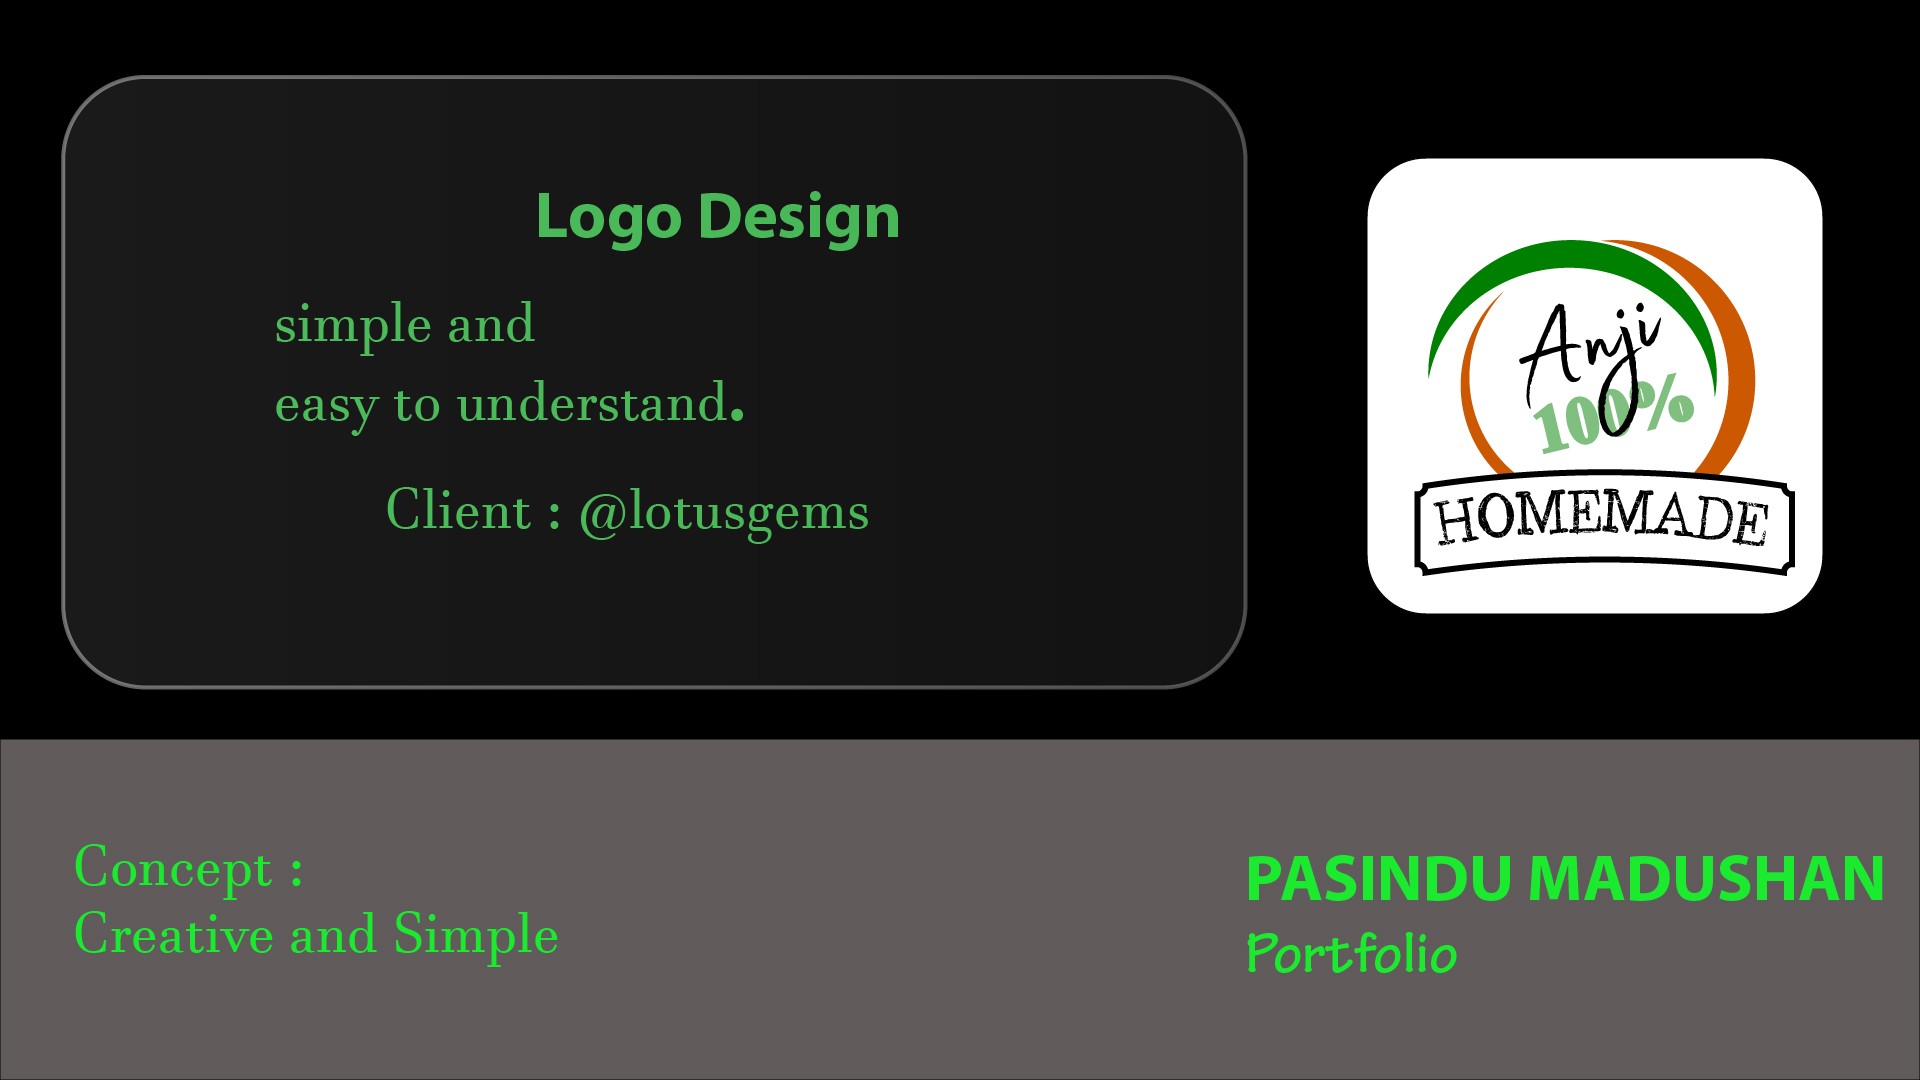 Logo Design
simple and
easy to understand.
Client : @lotusgems
Anji
100%
HOMEMADE
Concept :
Creative and Simple
PASINDU MADUSHAN
Portfolio